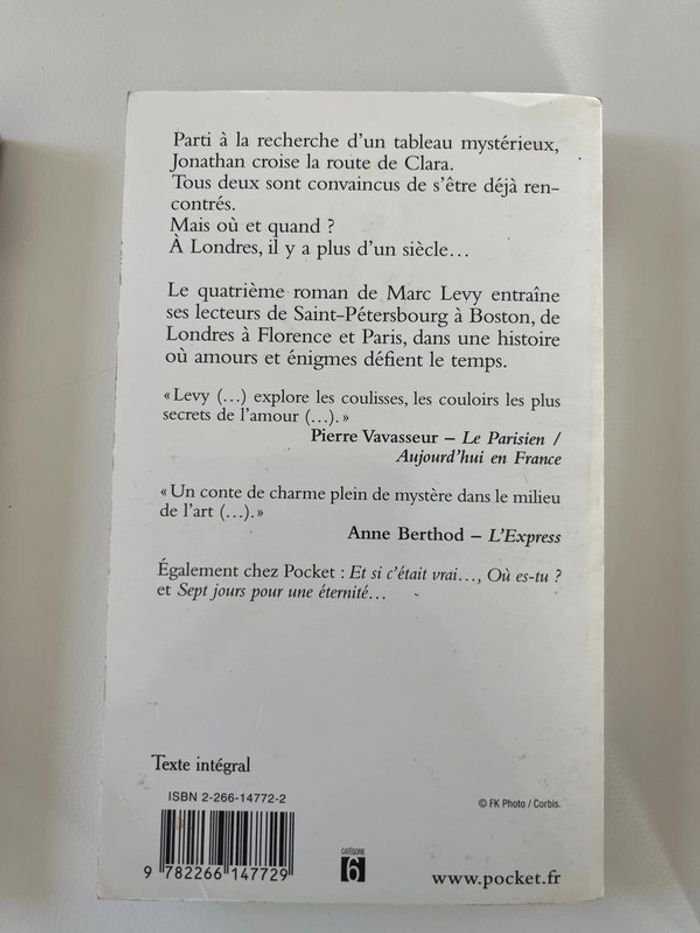 Parti à la recherche d'un tableau mystérieux,
Jonathan croise la route de Clara.
Tous deux sont convaincus de s'être déjà ren-
contrés.
Mais où et quand ?
À Londres, il y a plus d'un siècle…
Le quatrième roman de Marc Levy entraîne
ses lecteurs de Saint-Pétersbourg à Boston, de
Londres à Florence et Paris, dans une histoire
où amours et énigmes défient le temps.
« Levy (…) explore les coulisses, les couloirs les plus
secrets de l'amour (…). »
Pierre Vavasseur – Le Parisien /
Aujourd'hui en France
« Un conte de charme plein de mystère dans le milieu
de l'art (…). »
Anne Berthod – L'Express
Également chez Pocket : Et si c'était vrai…, Où es-tu ?
et Sept jours pour une éternité…
Texte intégral
ISBN 2-266-14772-2
© FK Photo / Corbis.
9 782266 147729
CATÉGORIE
6
www.pocket.fr